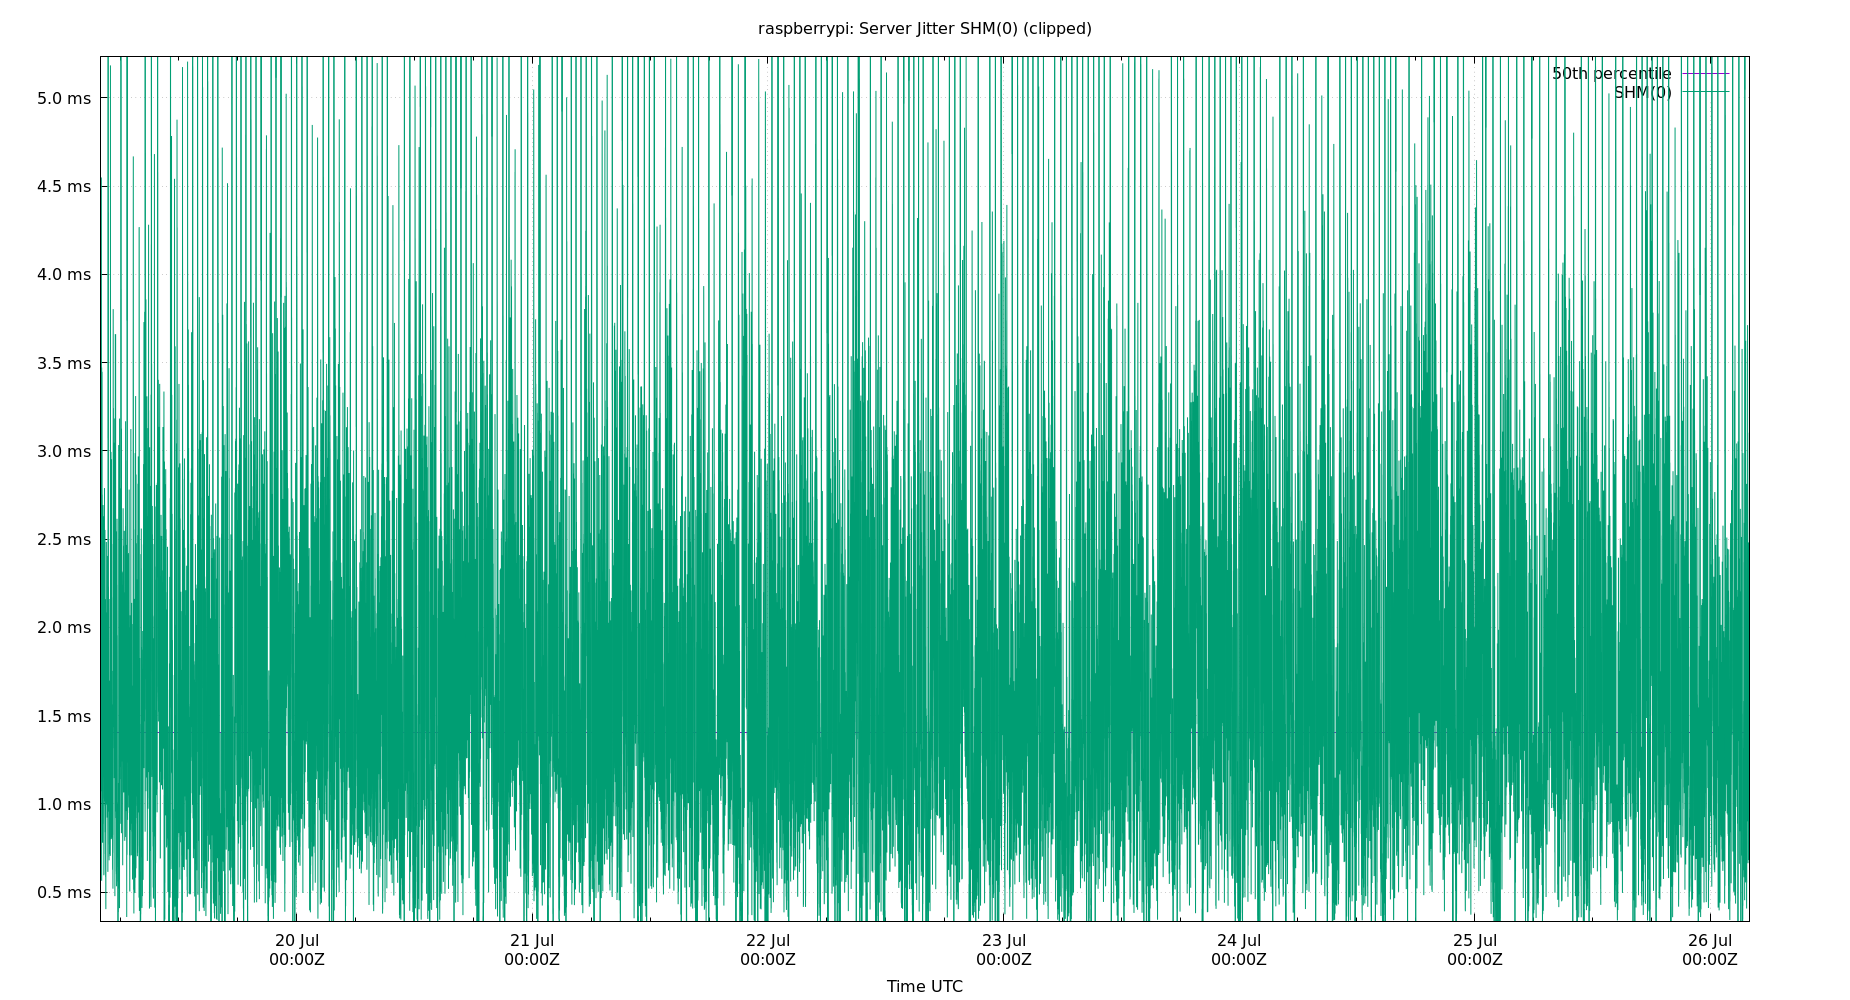 raspberrypi: Server Jitter SHM(0) (clipped)
50th percentile
SHM(0)
5.0 ms
4.5 ms
4.0 ms
3.5 ms
3.0 ms
2.5 ms
2.0 ms
1.5 ms
1.0 ms
0.5 ms
20 Jul 21 Jul 22 Jul 23 Jul 24 Jul 25 Jul 26 Jul
00:00Z 00:00Z 00:00Z 00:00Z 00:00Z 00:00Z 00:00Z
Time UTC